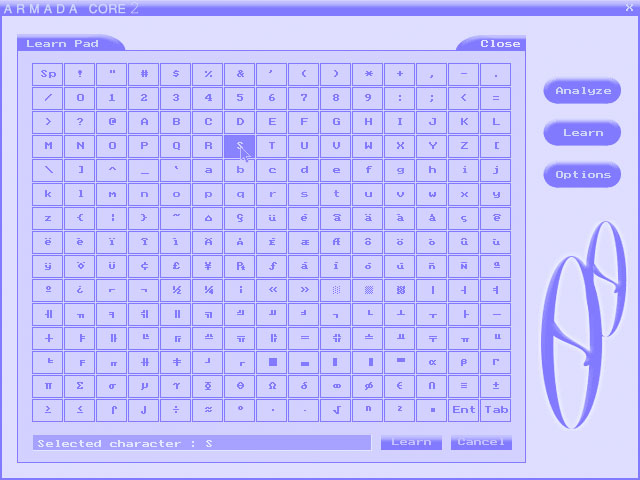 ARMADA CORE 2 X
Learn Pad Close
Sp ! " # $ % & ' ( ) * + , - .
/ 0 1 2 3 4 5 6 7 8 9 : ; < =
> ? @ A B C D E F G H I J K L
M N O P Q R S T U V W X Y Z [
\ ] ^ _ ` a b c d e f g h i j
k l m n o p q r s t u v w x y
z { ¦ } ~ ⌂ Ç ü é â ä à å ç ê
ë è ï î ì Ä Å É æ Æ ô ö ò û ù
ÿ Ö Ü ¢ £ ¥ ₧ ƒ á í ó ú ñ Ñ ª
º ¿ ⌐ ¬ ½ ¼ ¡ « » ░ ▒ ▓ │ ┤ ╡
╢ ╖ ╕ ╣ ║ ╗ ╝ ╜ ╛ ┐ └ ┴ ┬ ├ ─
┼ ╞ ╟ ╚ ╔ ╩ ╦ ╠ ═ ╬ ╧ ╨ ╤ ╥ ╙
╘ ╒ ╓ ╫ ╪ ┘ ┌ █ ▄ ▌ ▐ ▀ α β Γ
π Σ σ µ γ Φ Θ Ω δ ∞ ø ∈ ∩ ≡ ±
≥ ≤ ⌠ ⌡ ÷ ≈ ° ∙ · √ ⁿ ² ■ Ent Tab
Analyze
Learn
Options
Selected character : S Learn Cancel